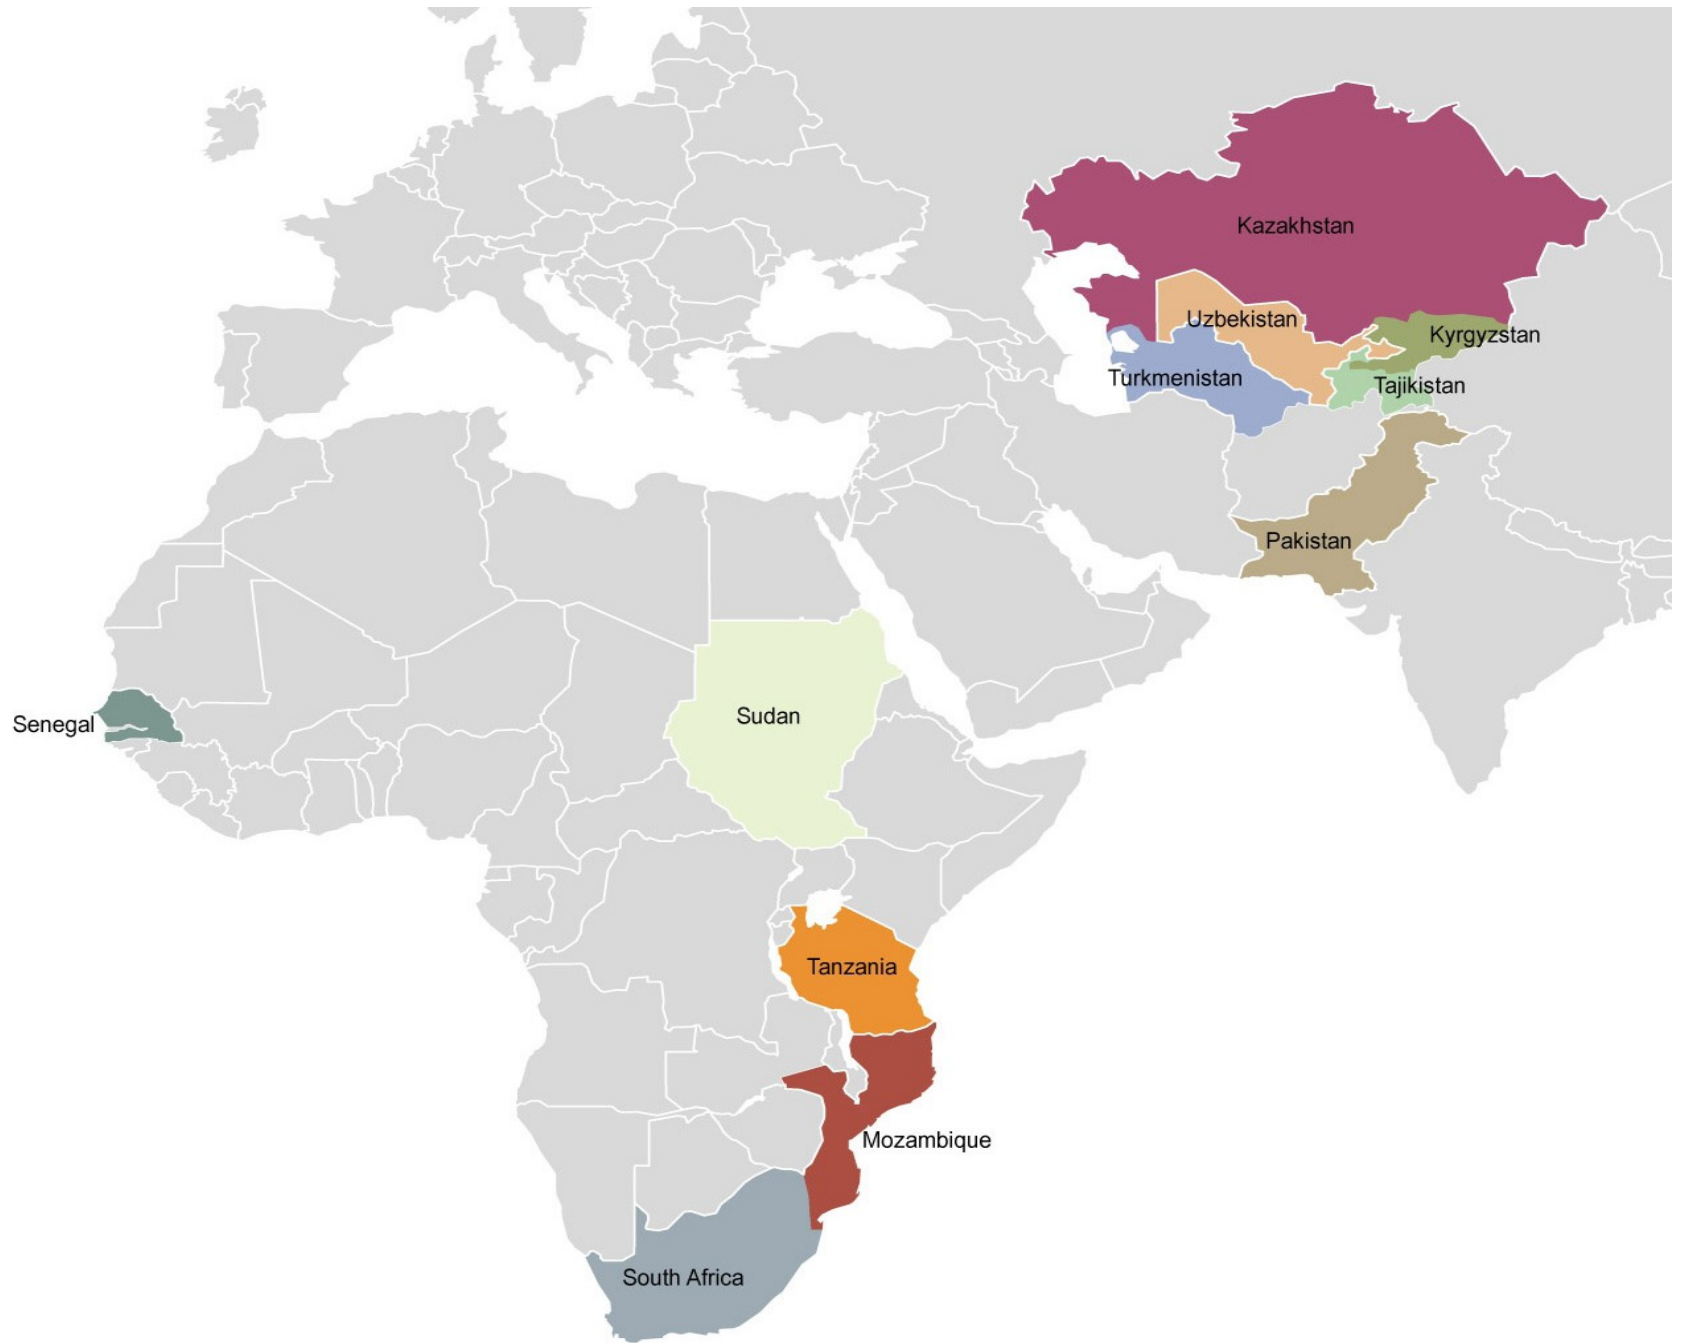 Kazakhstan
Uzbekistan
Kyrgyzstan
Turkmenistan
Tajikistan
Pakistan
Senegal
Sudan
Tanzania
Mozambique
South Africa